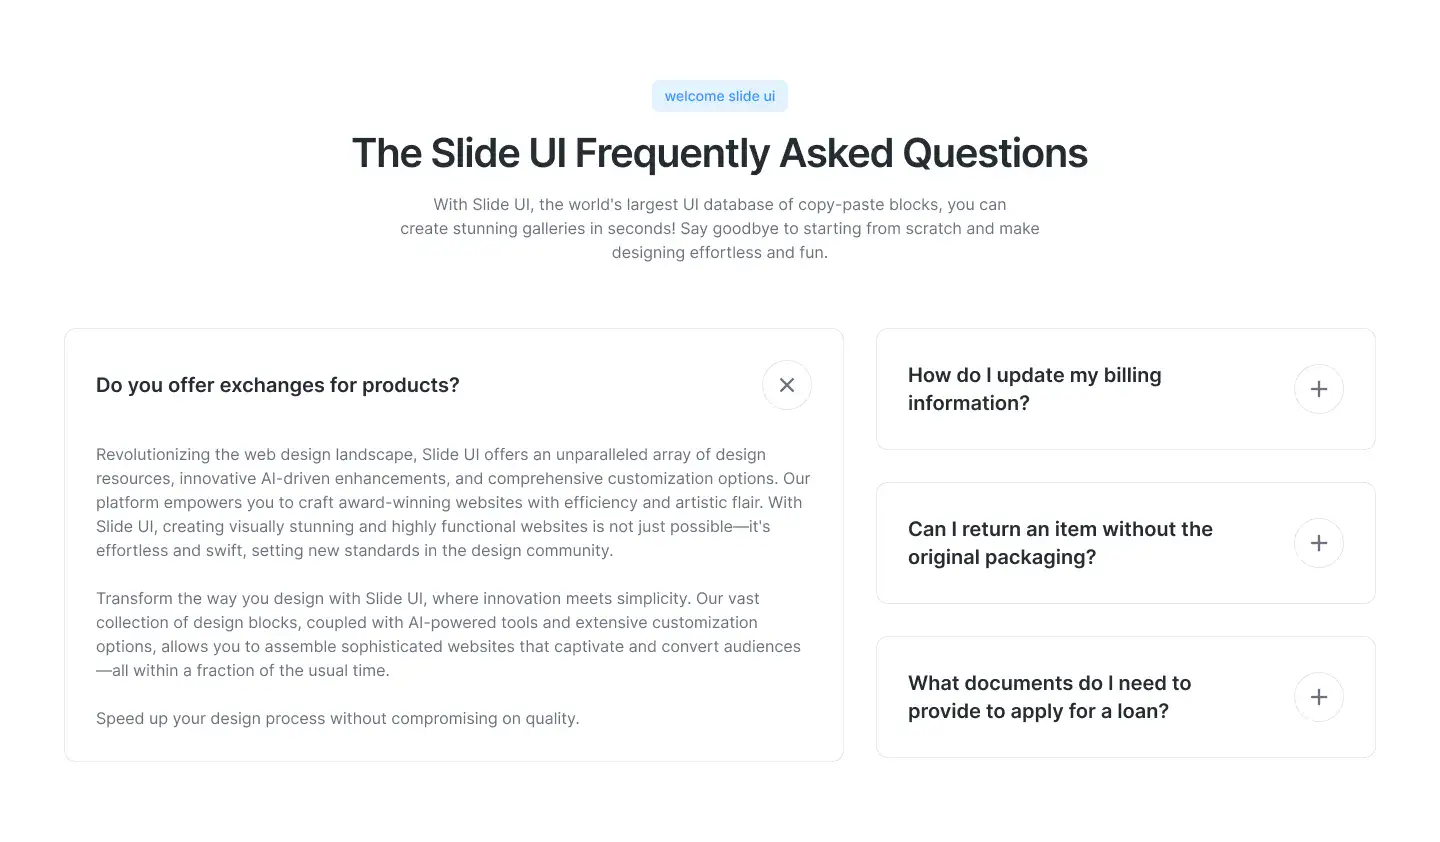 welcome slide ui
The Slide UI Frequently Asked Questions
With Slide UI, the world's largest UI database of copy-paste blocks, you can
create stunning galleries in seconds! Say goodbye to starting from scratch and make
designing effortless and fun.
Do you offer exchanges for products?
Revolutionizing the web design landscape, Slide UI offers an unparalleled array of design
resources, innovative AI-driven enhancements, and comprehensive customization options. Our
platform empowers you to craft award-winning websites with efficiency and artistic flair. With
Slide UI, creating visually stunning and highly functional websites is not just possible—it's
effortless and swift, setting new standards in the design community.
Transform the way you design with Slide UI, where innovation meets simplicity. Our vast
collection of design blocks, coupled with AI-powered tools and extensive customization
options, allows you to assemble sophisticated websites that captivate and convert audiences
—all within a fraction of the usual time.
Speed up your design process without compromising on quality.
How do I update my billing
information?
Can I return an item without the
original packaging?
What documents do I need to
provide to apply for a loan?